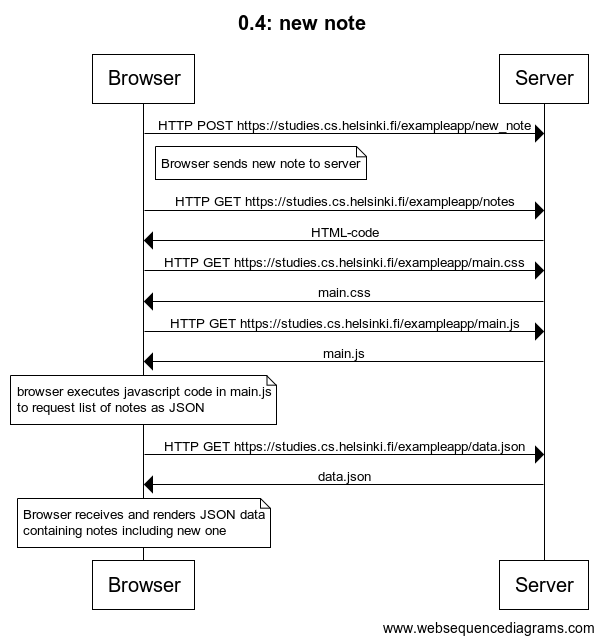 0.4: new note
Browser
Server
HTTP POST https://studies.cs.helsinki.fi/exampleapp/new_note
Browser sends new note to server
HTTP GET https://studies.cs.helsinki.fi/exampleapp/notes
HTML-code
HTTP GET https://studies.cs.helsinki.fi/exampleapp/main.css
main.css
HTTP GET https://studies.cs.helsinki.fi/exampleapp/main.js
main.js
browser executes javascript code in main.js
to request list of notes as JSON
HTTP GET https://studies.cs.helsinki.fi/exampleapp/data.json
data.json
Browser receives and renders JSON data
containing notes including new one
Browser
Server
www.websequencediagrams.com